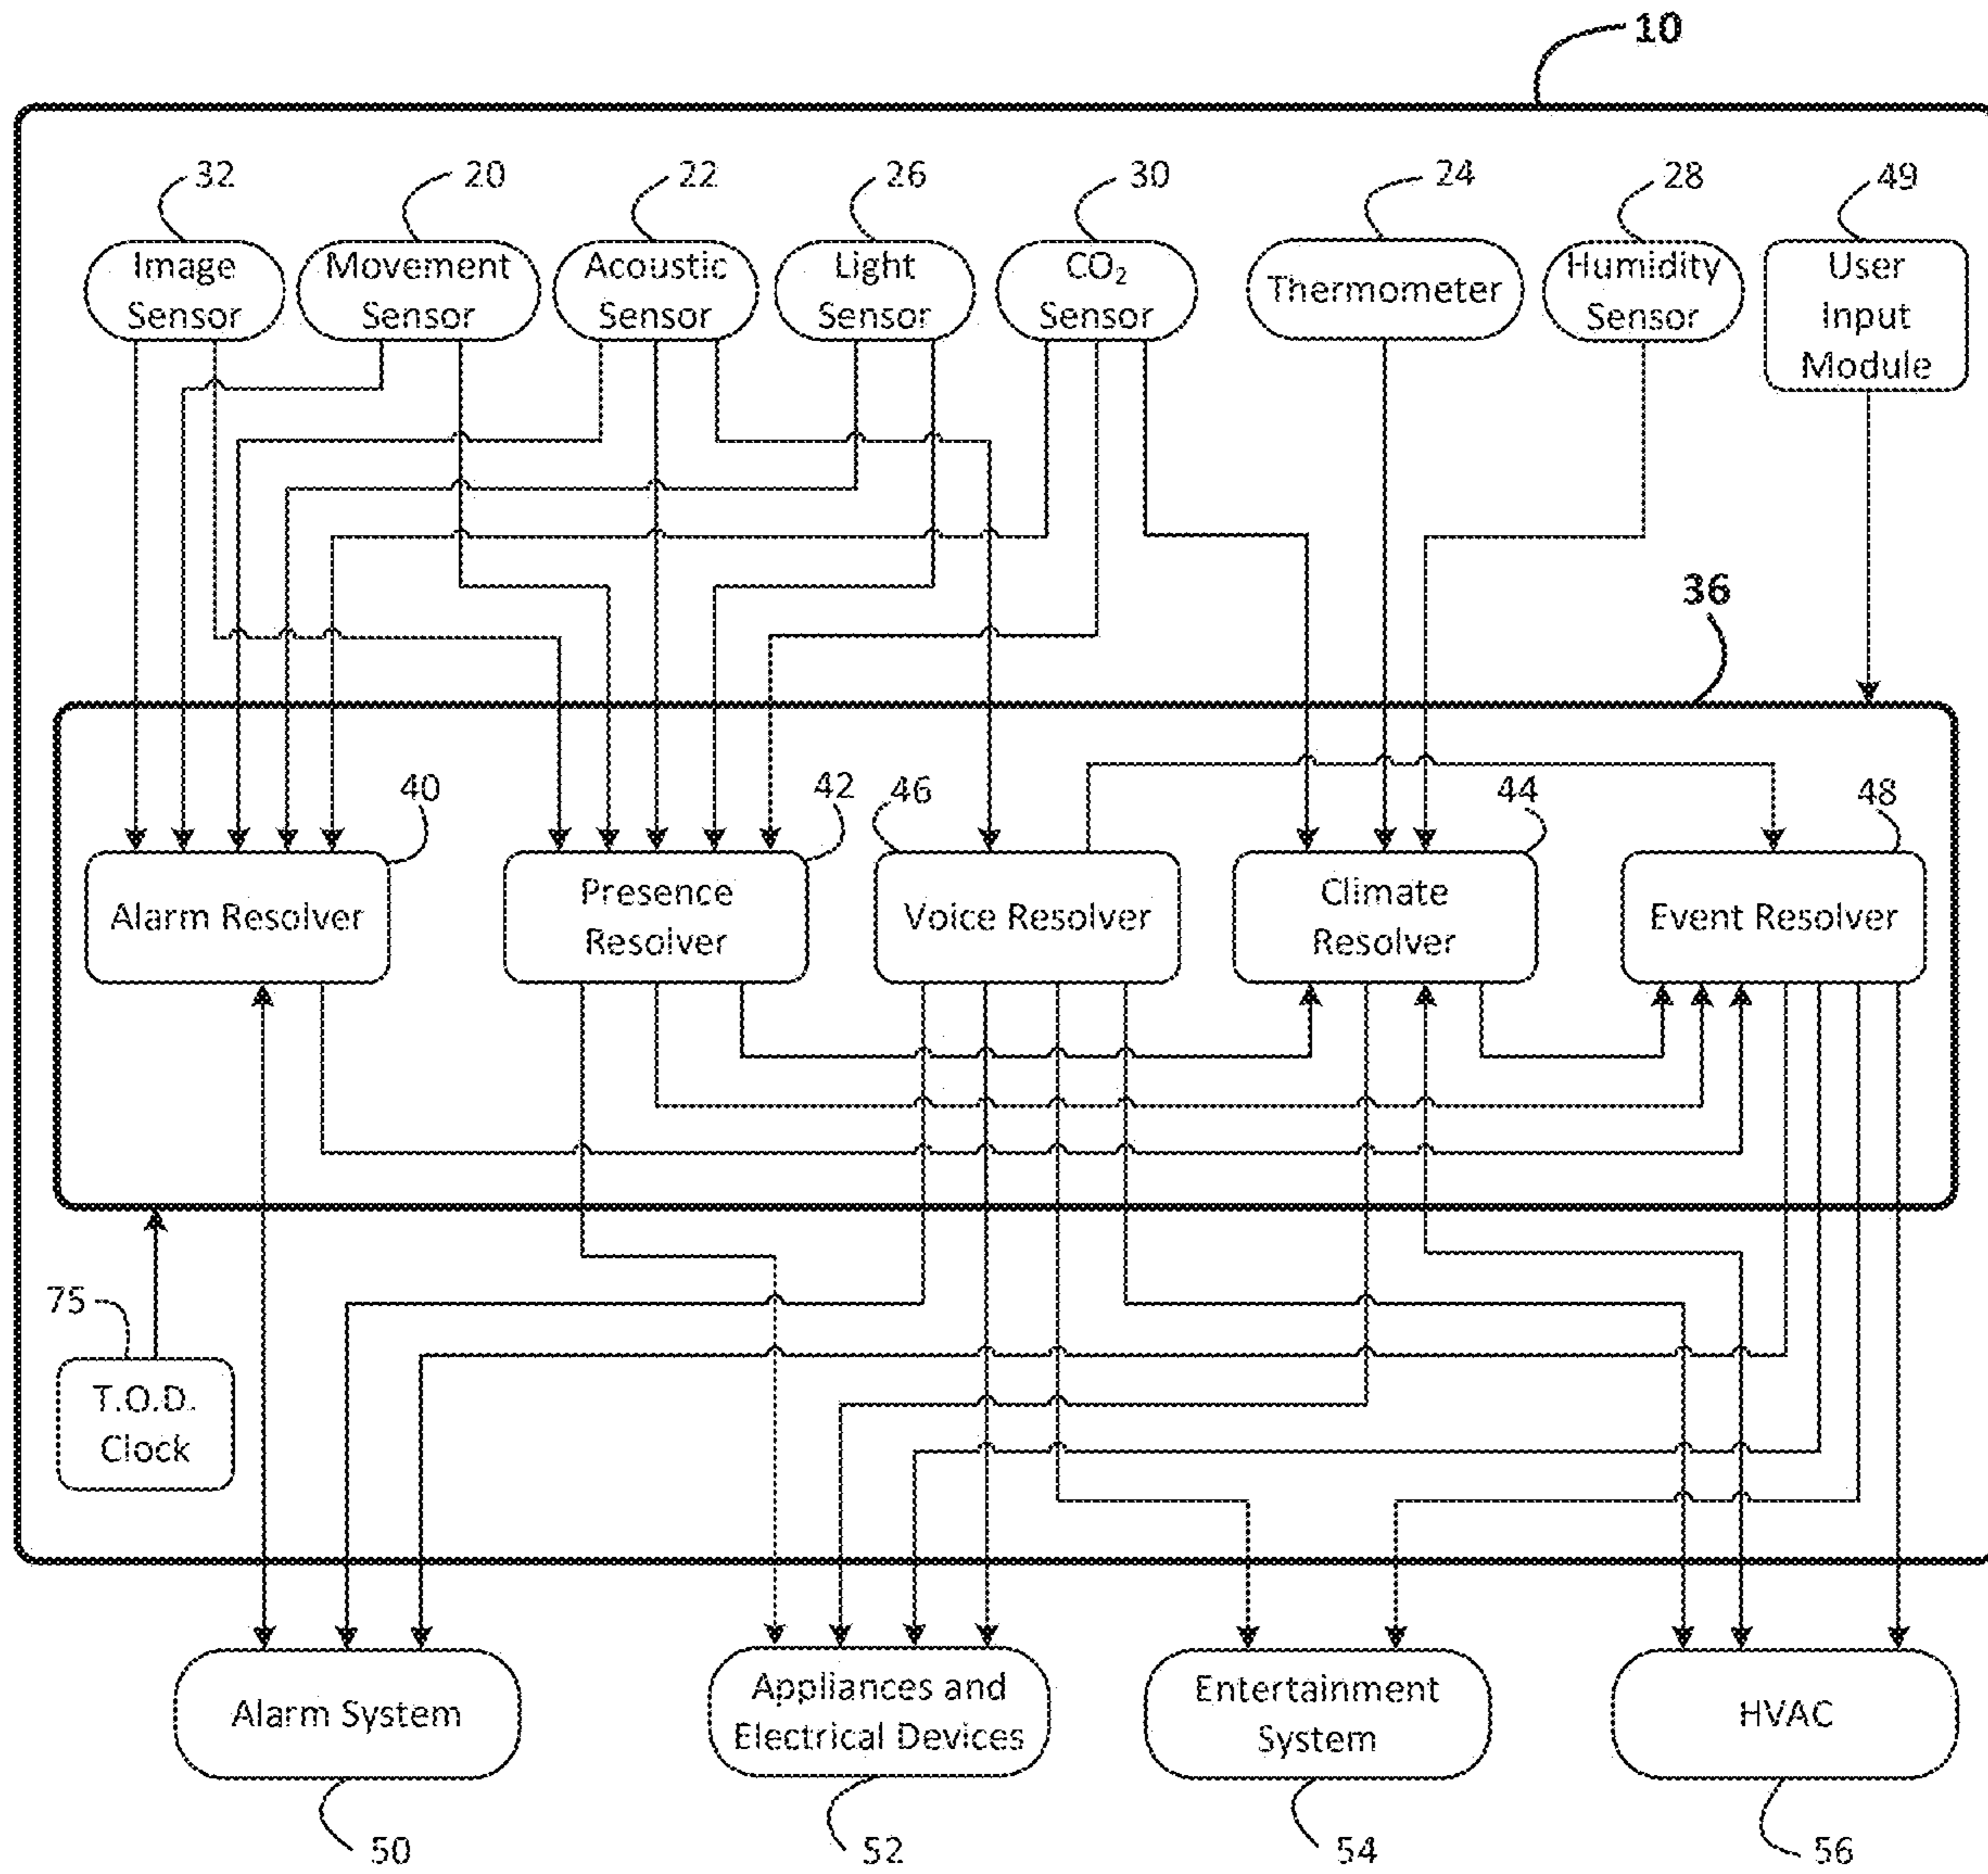 10
32
20
22
26
30
24
28
49
Image
Sensor
Movement
Sensor
Acoustic
Sensor
Light
Sensor
CO₂
Sensor
Thermometer
Humidity
Sensor
User
Input
Module
36
40
42
46
44
48
Alarm Resolver
Presence
Resolver
Voice Resolver
Climate
Resolver
Event Resolver
75
T.O.D.
Clock
Alarm System
Appliances and
Electrical Devices
Entertainment
System
HVAC
50
52
54
56